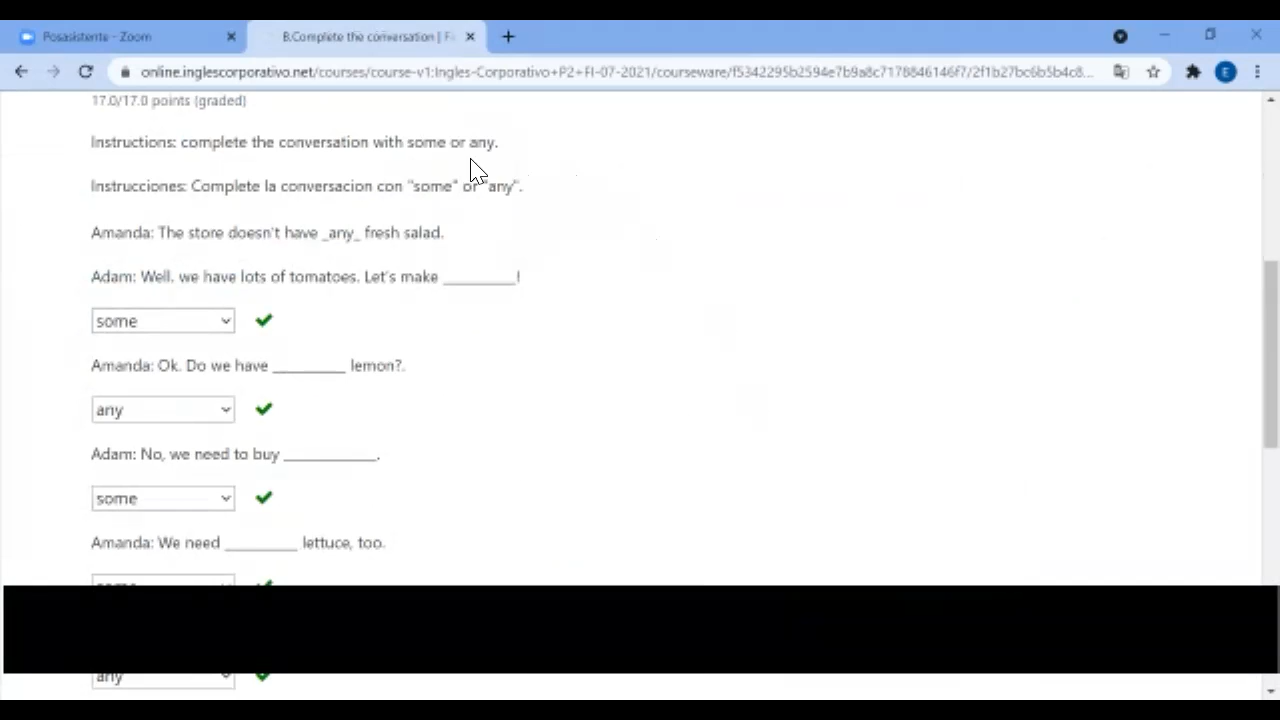 Posasistente - Zoom
B.Complete the conversation | Fi
online.inglescorporativo.net/courses/course-v1:Ingles-Corporativo+P2+FI-07-2021/courseware/f5342295b2594e7b9a8c7178846146f7/2f1b27bc6b5b4c8...
E
17.0/17.0 points (graded)
Instructions: complete the conversation with some or any.
Instrucciones: Complete la conversacion con "some" or "any".
Amanda: The store doesn't have _any_ fresh salad.
Adam: Well. we have lots of tomatoes. Let's make _________!
some
Amanda: Ok. Do we have _________ lemon?.
any
Adam: No, we need to buy ____________.
some
Amanda: We need _________ lettuce, too.
any